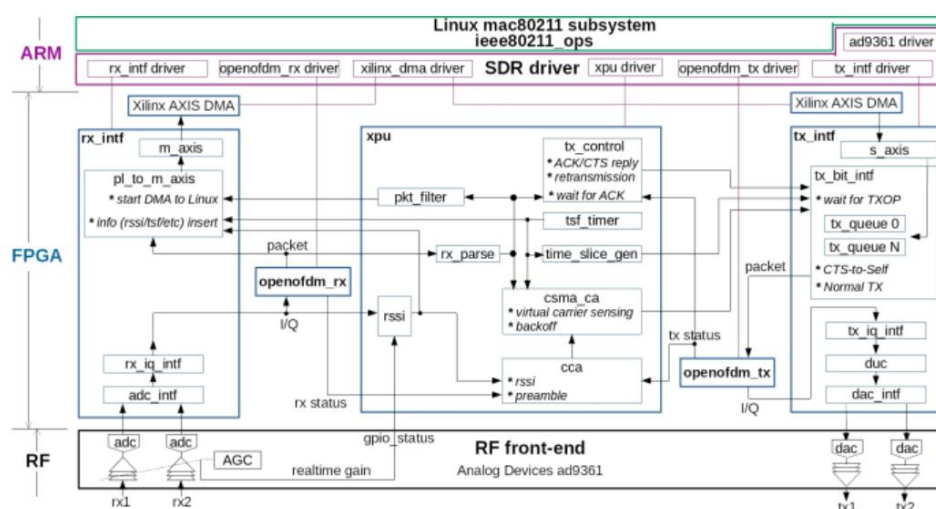 Linux mac80211 subsystem
ieee80211_ops
ad9361 driver
ARM
rx_intf driver
openofdm_rx driver
xilinx_dma driver
SDR driver
xpu driver
openofdm_tx driver
tx_intf driver
Xilinx AXIS DMA
Xilinx AXIS DMA
rx_intf
xpu
tx_intf
m_axis
tx_control
* ACK/CTS reply
* retransmission
* wait for ACK
s_axis
pl_to_m_axis
* start DMA to Linux
* info (rssi/tsf/etc) insert
pkt_filter
tx_bit_intf
* wait for TXOP
tx_queue 0
tx_queue N
* CTS-to-Self
* Normal TX
tsf_timer
FPGA
packet
rx_parse
time_slice_gen
packet
openofdm_rx
csma_ca
* virtual carrier sensing
* backoff
rssi
I/Q
tx status
tx_iq_intf
rx_iq_intf
cca
* rssi
* preamble
openofdm_tx
duc
adc_intf
rx status
I/Q
dac_intf
gpio_status
RF
adc
adc
AGC
realtime gain
RF front-end
Analog Devices ad9361
dac
dac
rx1
rx2
tx1
tx2